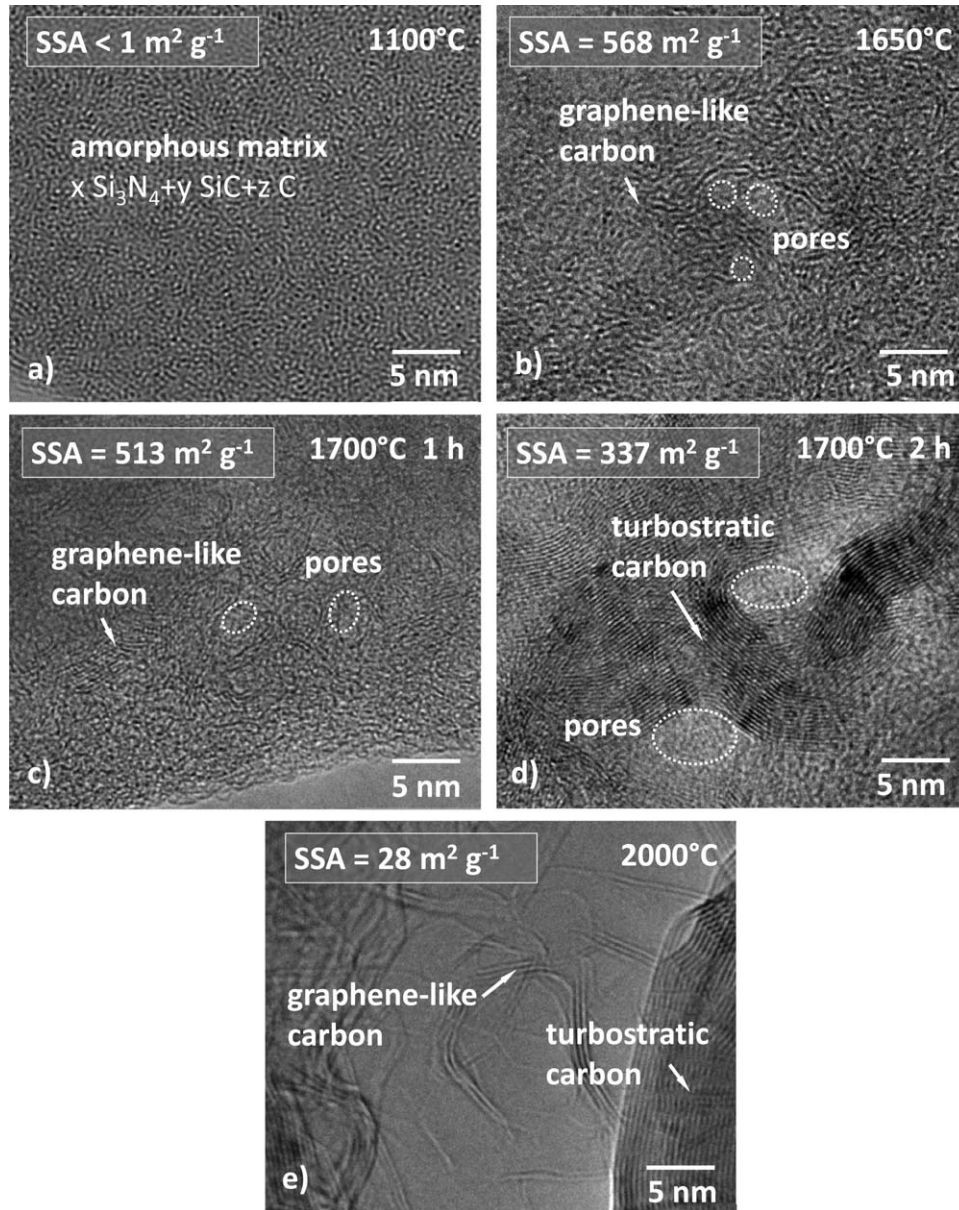 SSA < 1 m² g⁻¹ 1100°C
amorphous matrix
x Si₃N₄+y SiC+z C
a)
5 nm
SSA = 568 m² g⁻¹ 1650°C
graphene-like
carbon
pores
b)
5 nm
SSA = 513 m² g⁻¹ 1700°C 1 h
graphene-like
carbon
pores
c)
5 nm
SSA = 337 m² g⁻¹ 1700°C 2 h
turbostratic
carbon
pores
d)
5 nm
SSA = 28 m² g⁻¹ 2000°C
graphene-like
carbon
turbostratic
carbon
e)
5 nm